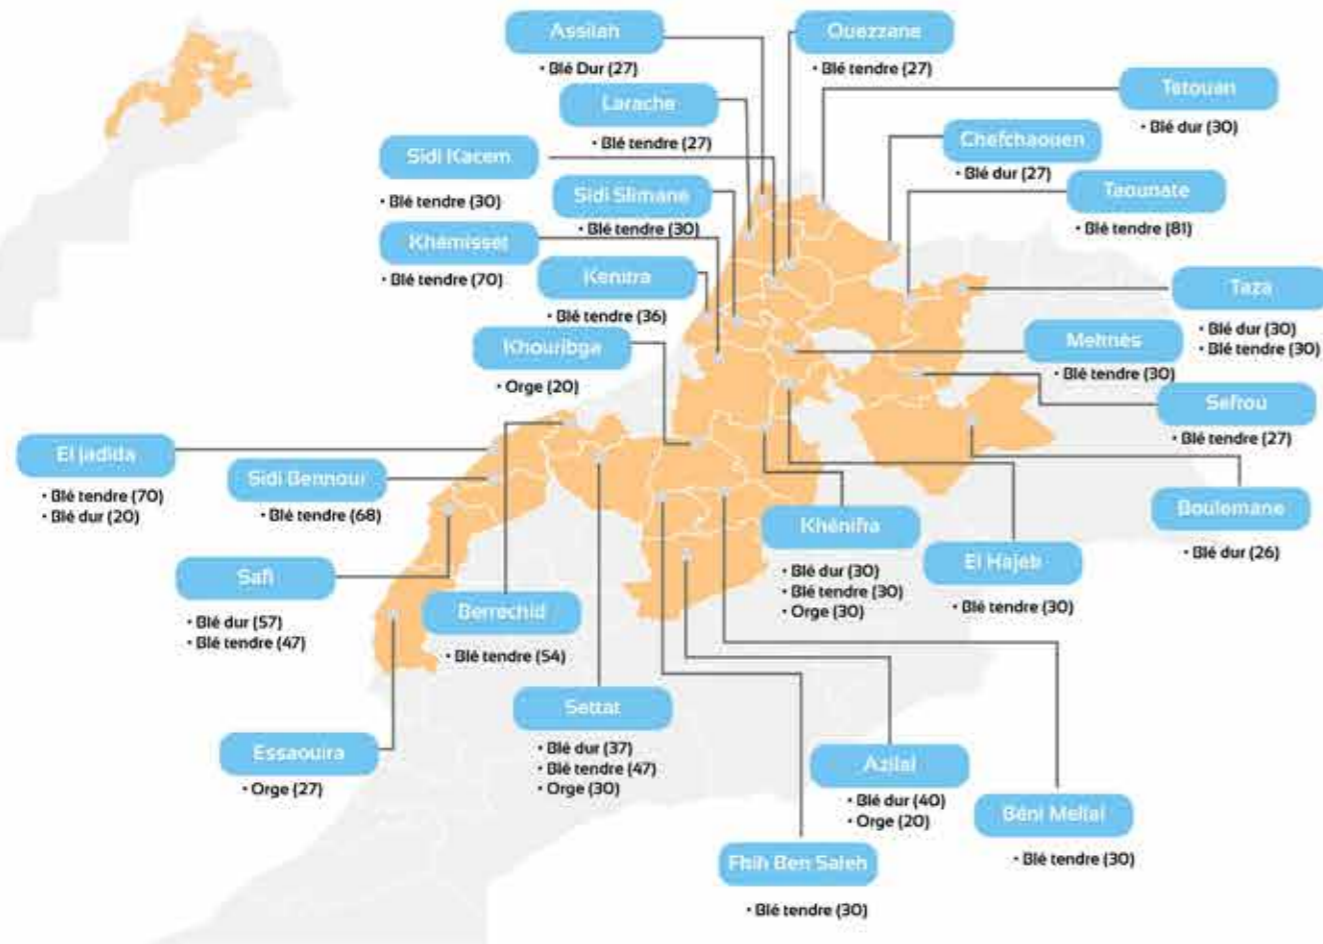 Assilah
• Blé Dur (27)
Ouezzane
• Blé tendre (27)
Larache
• Blé tendre (27)
Tetouan
• Blé dur (30)
Chefchaouen
• Blé dur (27)
Sidi Kacem
• Blé tendre (30)
Sidi Slimane
• Blé tendre (30)
Taounate
• Blé tendre (81)
Khémisset
• Blé tendre (70)
Kenitra
• Blé tendre (36)
Taza
• Blé dur (30)
• Blé tendre (30)
Khouribga
• Orge (20)
Meknès
• Blé tendre (30)
Sefrou
• Blé tendre (27)
El Jadida
• Blé tendre (70)
• Blé dur (20)
Sidi Bennour
• Blé tendre (68)
Boulemane
• Blé dur (26)
Khénifra
• Blé dur (30)
• Blé tendre (30)
• Orge (30)
El Hajeb
• Blé tendre (30)
Safi
• Blé dur (57)
• Blé tendre (47)
Berrechid
• Blé tendre (54)
Settat
• Blé dur (37)
• Blé tendre (47)
• Orge (30)
Essaouira
• Orge (27)
Azilal
• Blé dur (40)
• Orge (20)
Béni Mellal
• Blé tendre (30)
Fhih Ben Saleh
• Blé tendre (30)